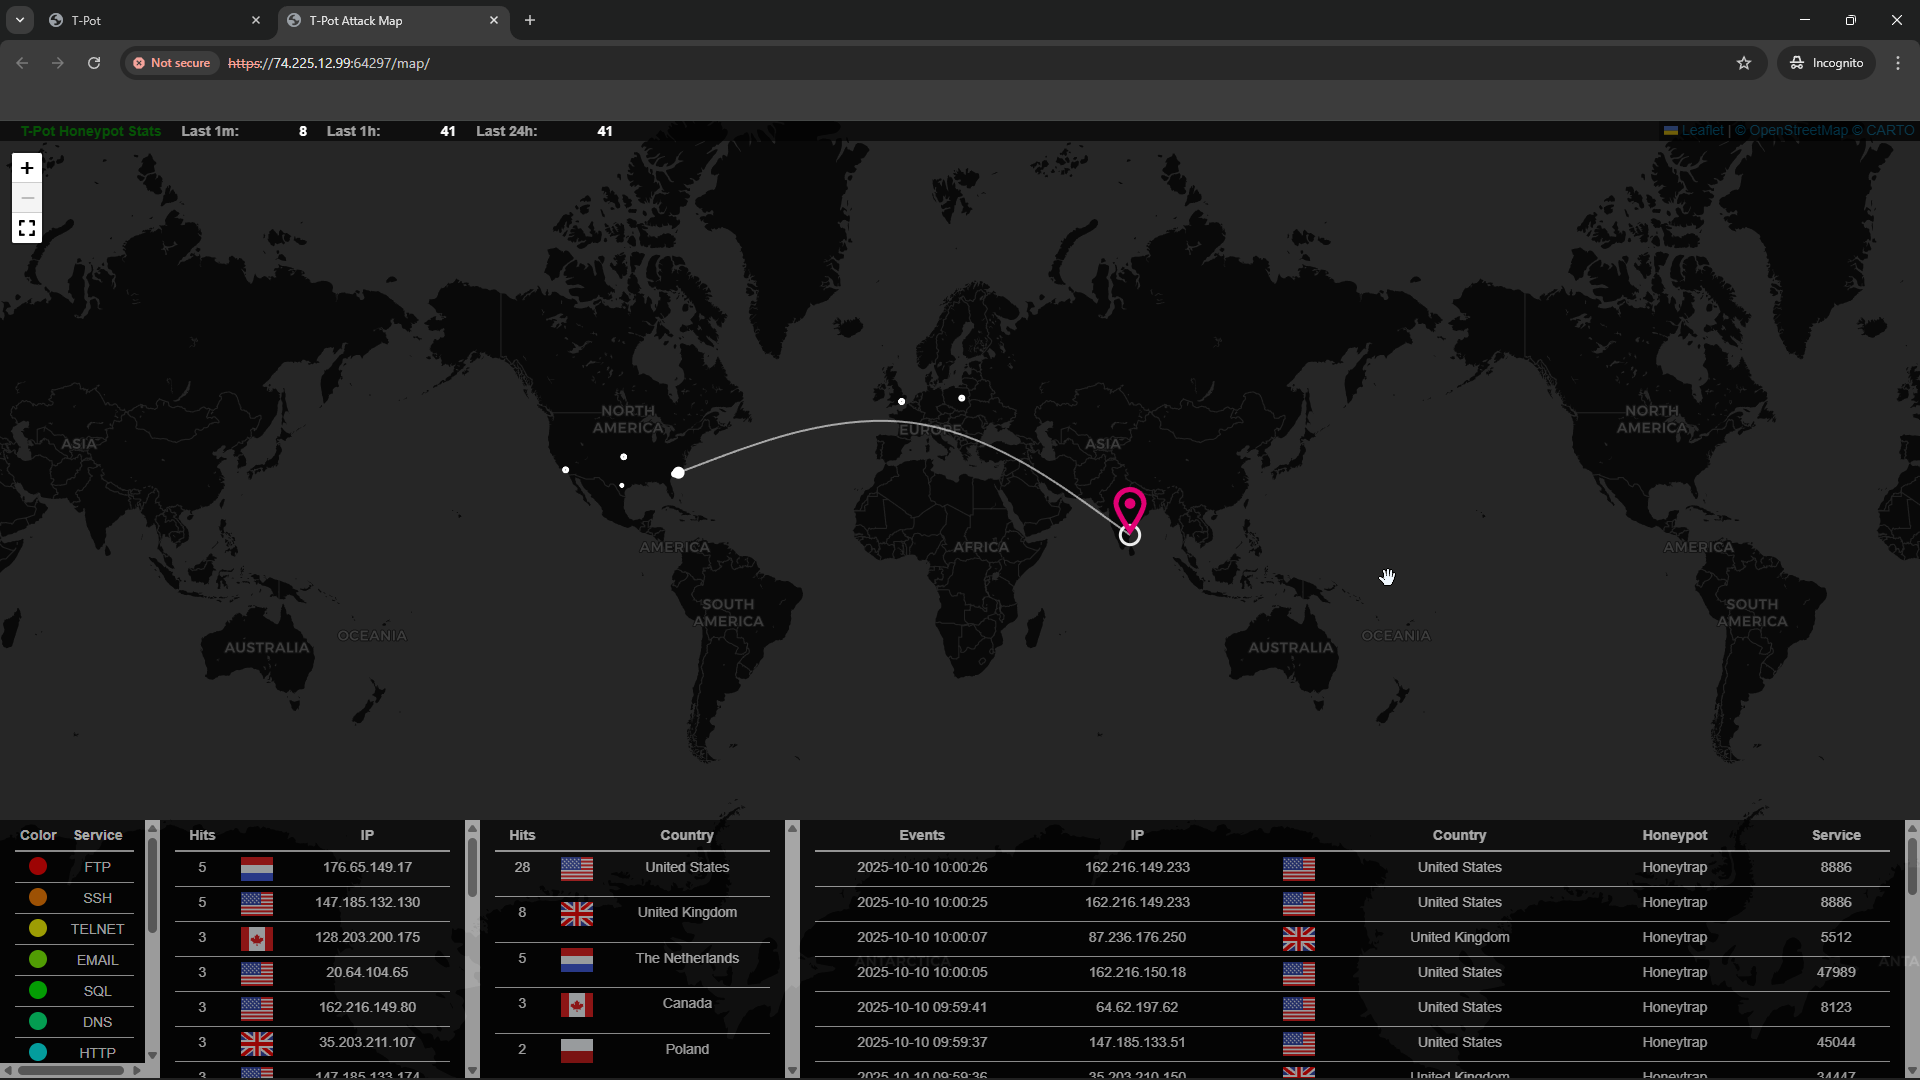 T-Pot
T-Pot Attack Map
Not secure
https://74.225.12.99:64297/map/
Incognito
T-Pot Honeypot Stats Last 1m: 8 Last 1h: 41 Last 24h: 41
Leaflet | © OpenStreetMap © CARTO
+
−
NORTH AMERICA
NORTH AMERICA
ASIA
EUROPE
ASIA
AMERICA
AFRICA
AMERICA
SOUTH AMERICA
SOUTH AMERICA
OCEANIA
OCEANIA
AUSTRALIA
AUSTRALIA
ANTARCTICA
ANTA
Color Service
FTP
SSH
TELNET
EMAIL
SQL
DNS
HTTP
Hits IP
5 176.65.149.17
5 147.185.132.130
3 128.203.200.175
3 20.64.104.65
3 162.216.149.80
3 35.203.211.107
3 147.185.133.174
Hits Country
28 United States
8 United Kingdom
5 The Netherlands
3 Canada
2 Poland
Events IP Country Honeypot Service
2025-10-10 10:00:26 162.216.149.233 United States Honeytrap 8886
2025-10-10 10:00:25 162.216.149.233 United States Honeytrap 8886
2025-10-10 10:00:07 87.236.176.250 United Kingdom Honeytrap 5512
2025-10-10 10:00:05 162.216.150.18 United States Honeytrap 47989
2025-10-10 09:59:41 64.62.197.62 United States Honeytrap 8123
2025-10-10 09:59:37 147.185.133.51 United States Honeytrap 45044
2025-10-10 09:59:36 35.203.210.150 United Kingdom Honeytrap 34447